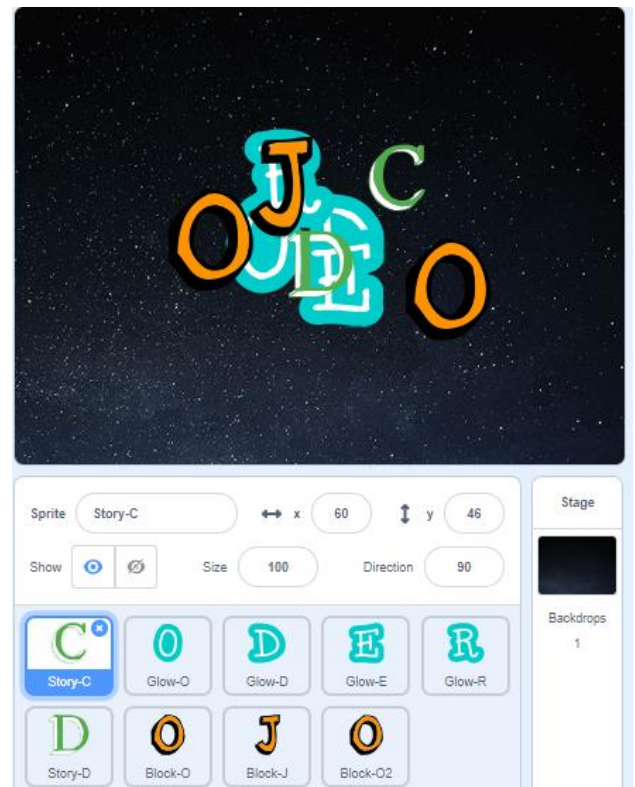 J C
O D E O
Stage
Sprite Story-C x 60 y 46
Show Size 100 Direction 90
Backdrops
1
C O D E R
Story-C Glow-O Glow-D Glow-E Glow-R
D O J O
Story-D Block-O Block-J Block-O2